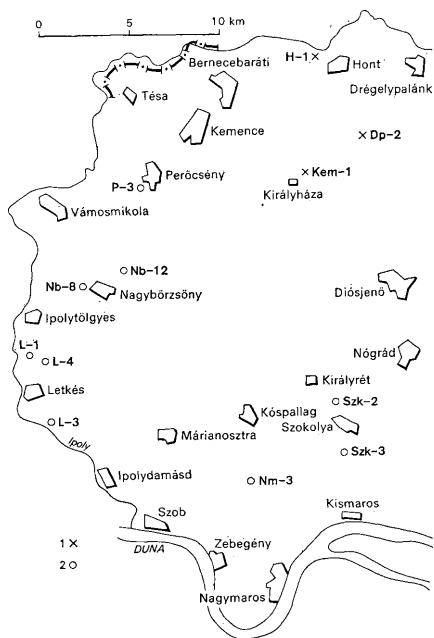 0 5 10 km
Bernecebaráti
H-1
Hont
Drégelypalánk
Tésa
Kemence
Dp-2
Perőcsény
P-3
Kem-1
Királyháza
Vámosmikola
Nb-12
Nb-8
Nagybörzsöny
Diósjenő
Ipolytölgyes
L-1
L-4
Nógrád
Letkés
Királyrét
Szk-2
Kóspallag
Szokolya
L-3
Ipoly
Márianosztra
Szk-3
Ipolydamásd
Nm-3
Kismaros
Szob
DUNA
Zebegény
1
2
Nagymaros